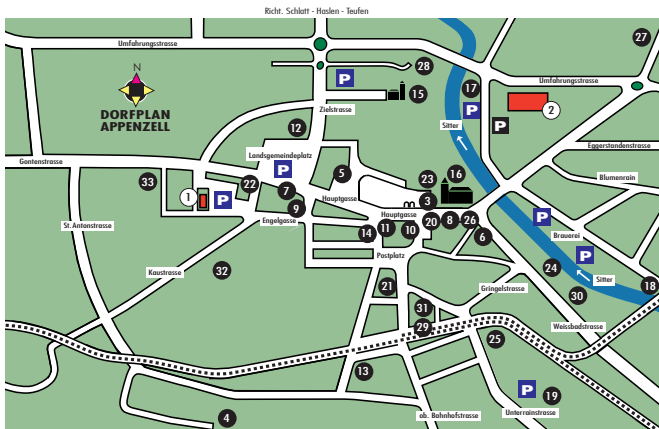 Richt. Schlatt - Haslen - Teufen
Umfahrungsstrasse
27
28
P
N
15
17
Umfahrungsstrasse
DORFPLAN
APPENZELL
Zielstrasse
P
2
12
Sitter
P
Eggerstandenstrasse
Landsgemeindeplatz
Gontenstrasse
P
5
23
16
Blumenrain
33
22
7
1
P
Hauptgasse
3
9
Hauptgasse
P
St. Antonstrasse
Engelgasse
14
11
10
20
8
26
6
Brauerei
Postplatz
P
Kaustrasse
32
24
Sitter
21
Gringelstrasse
30
18
31
29
Weissbadstrasse
25
13
P
19
4
ob. Bahnhofstrasse
Unterrainstrasse